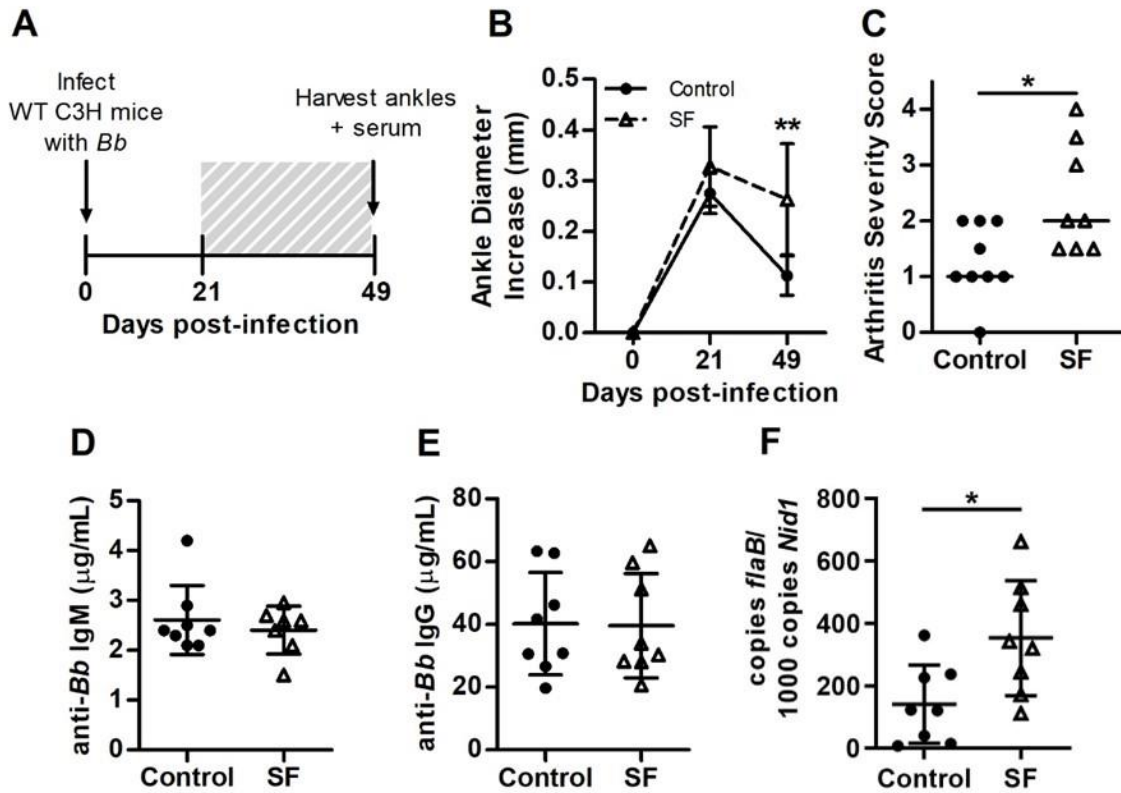 A
Infect
WT C3H mice
with Bb
Harvest ankles
+ serum
0
21
49
Days post-infection
B
Ankle Diameter
Increase (mm)
0.5
0.4
0.3
0.2
0.1
0.0
Control
SF
**
0
21
49
Days post-infection
C
Arthritis Severity Score
4
3
2
1
0
*
Control
SF
D
anti-Bb IgM (μg/mL)
5
4
3
2
1
0
Control
SF
E
anti-Bb IgG (μg/mL)
80
60
40
20
0
Control
SF
F
copies flaB/
1000 copies Nid1
800
600
400
200
0
*
Control
SF